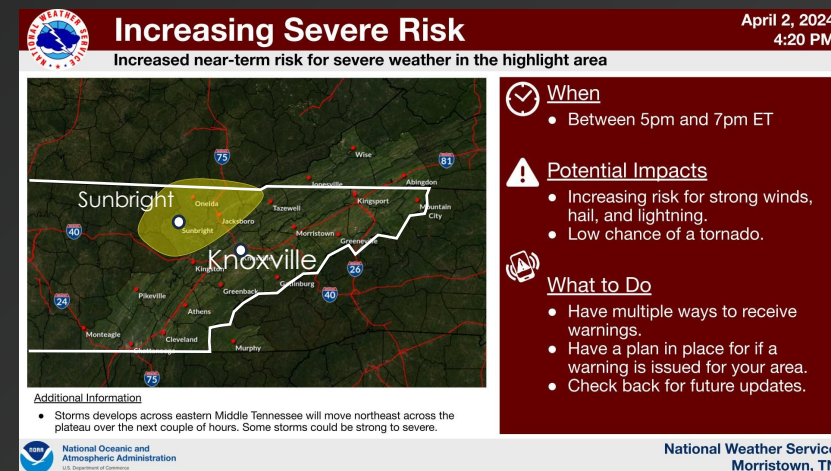 Increasing Severe Risk
April 2, 2024
4:20 PM
Increased near-term risk for severe weather in the highlight area
NATIONAL WEATHER SERVICE
75
Wise
81
Jonesville
Abingdon
Sunbright
Oneida
Tazewell
Kingsport
Mountain
City
Jacksboro
Sunbright
40
Morristown
Greeneville
Knoxville
Kingston
26
Gatlinburg
24
Pikeville
Greenback
40
Athens
Monteagle
Cleveland
Chattanooga
Murphy
75
When
● Between 5pm and 7pm ET
Potential Impacts
● Increasing risk for strong winds,
hail, and lightning.
● Low chance of a tornado.
What to Do
● Have multiple ways to receive
warnings.
● Have a plan in place for if a
warning is issued for your area.
● Check back for future updates.
Additional Information
● Storms develops across eastern Middle Tennessee will move northeast across the
plateau over the next couple of hours. Some storms could be strong to severe.
NOAA
National Oceanic and
Atmospheric Administration
U.S. Department of Commerce
National Weather Servic
Morristown, TN